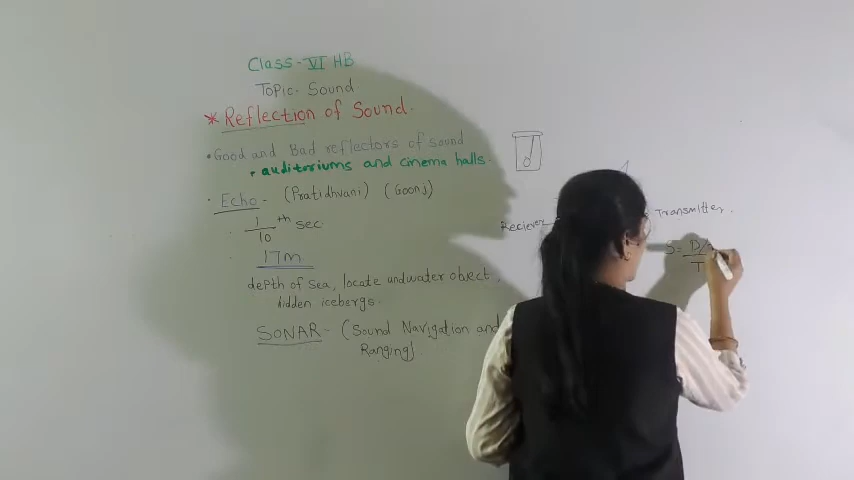 Class - VI HB
Topic - Sound
* Reflection of Sound.
• Good and Bad reflectors of sound
• auditoriums and cinema halls.
• Echo - (Pratidhvani) (Goonj)
1/10 th sec
17m
depth of sea, locate undwater object,
hidden icebergs.
SONAR - (Sound Navigation and
Ranging)
Reciever
Transmitter.
S = D/
T